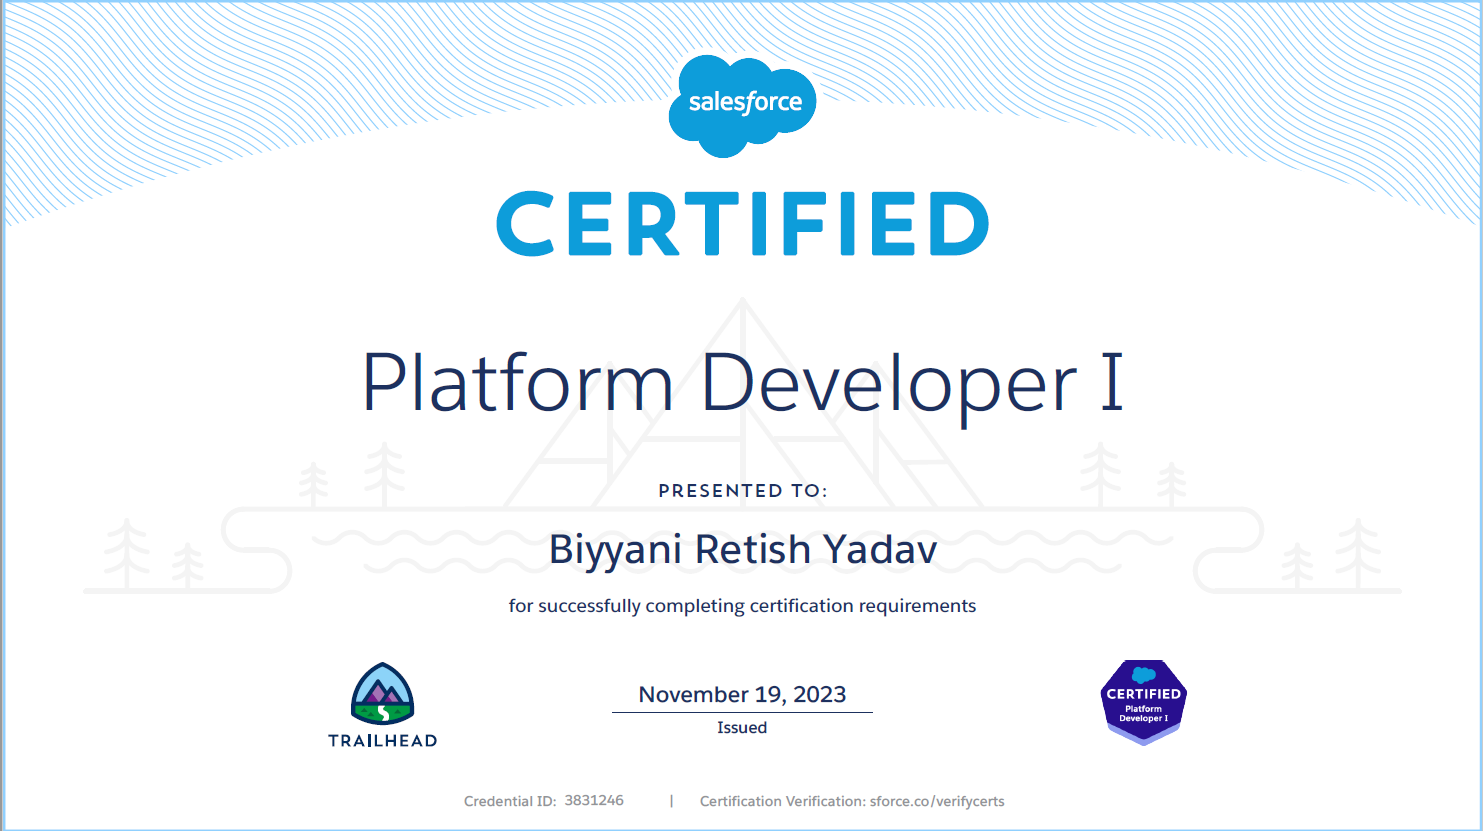 salesforce
CERTIFIED
Platform Developer I
PRESENTED TO:
Biyyani Retish Yadav
for successfully completing certification requirements
TRAILHEAD
November 19, 2023
Issued
CERTIFIED
Platform
Developer I
Credential ID: 3831246 | Certification Verification: sforce.co/verifycerts